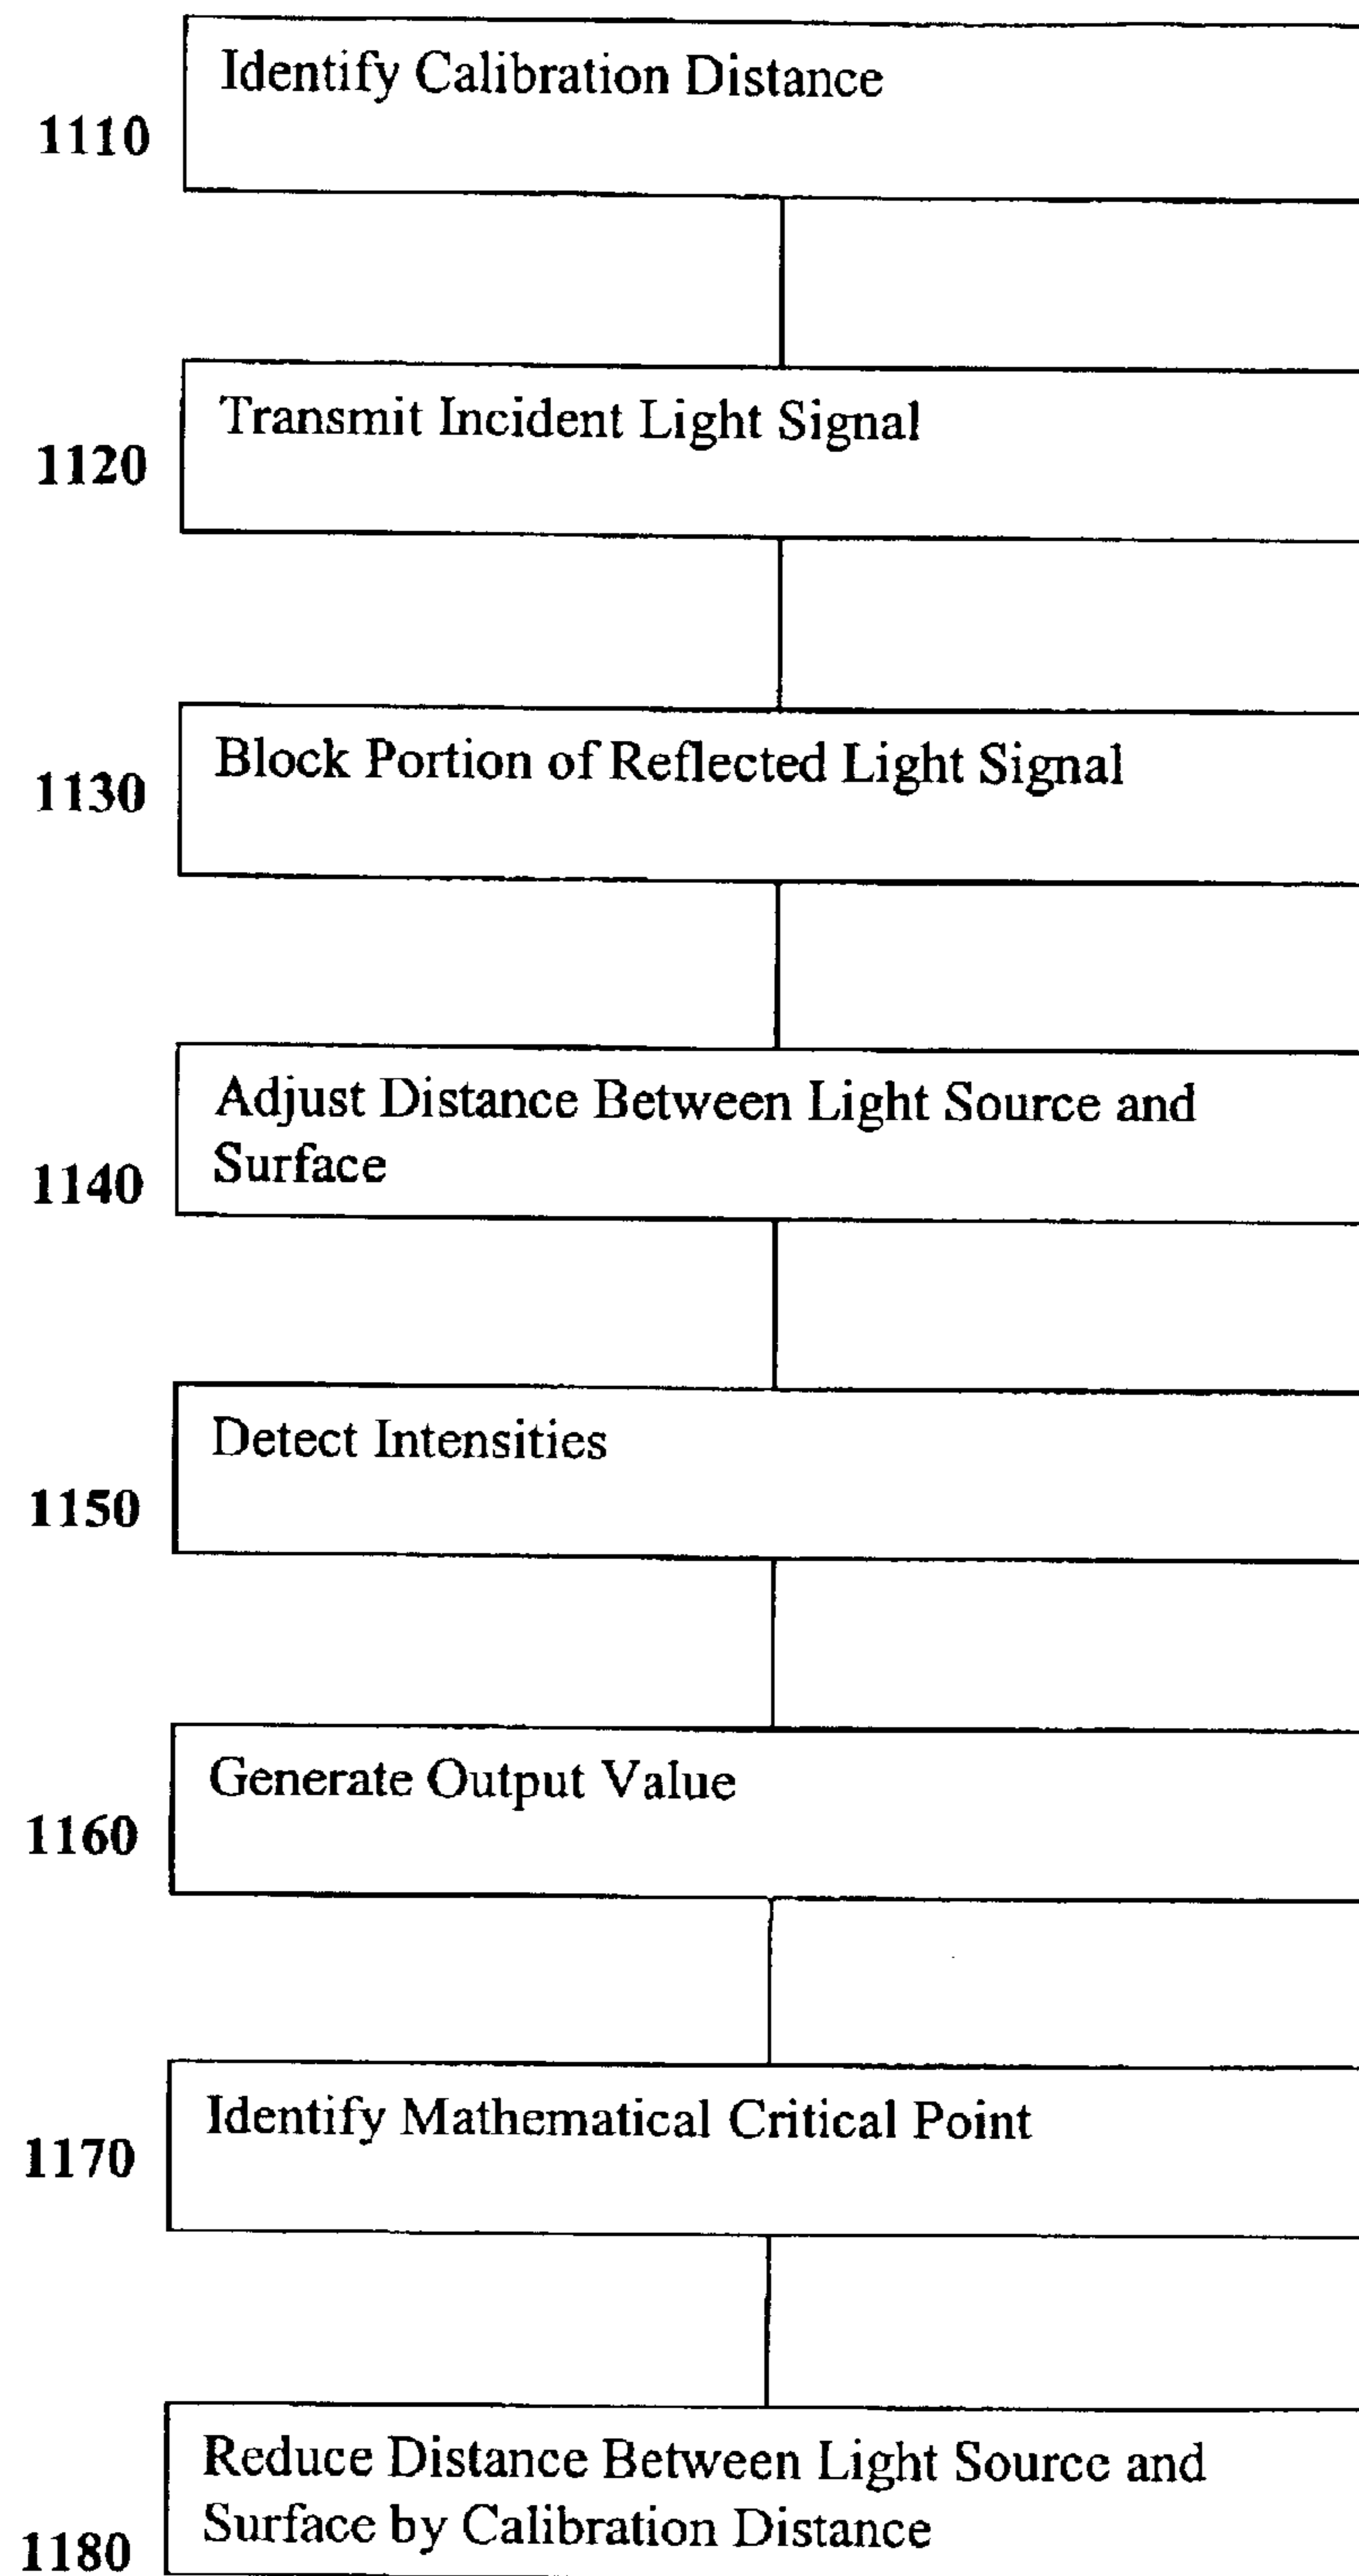 Identify Calibration Distance
1110
Transmit Incident Light Signal
1120
Block Portion of Reflected Light Signal
1130
Adjust Distance Between Light Source and
Surface
1140
Detect Intensities
1150
Generate Output Value
1160
Identify Mathematical Critical Point
1170
Reduce Distance Between Light Source and
Surface by Calibration Distance
1180